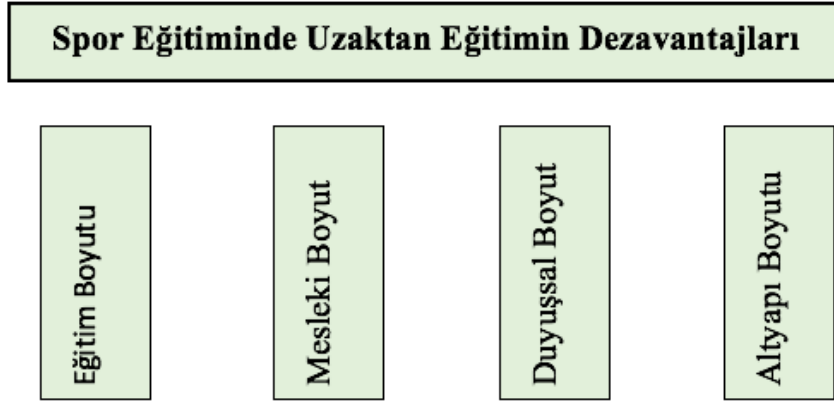 Spor Eğitiminde Uzaktan Eğitimin Dezavantajları
Eğitim Boyutu
Mesleki Boyut
Duyuşsal Boyut
Altyapı Boyutu